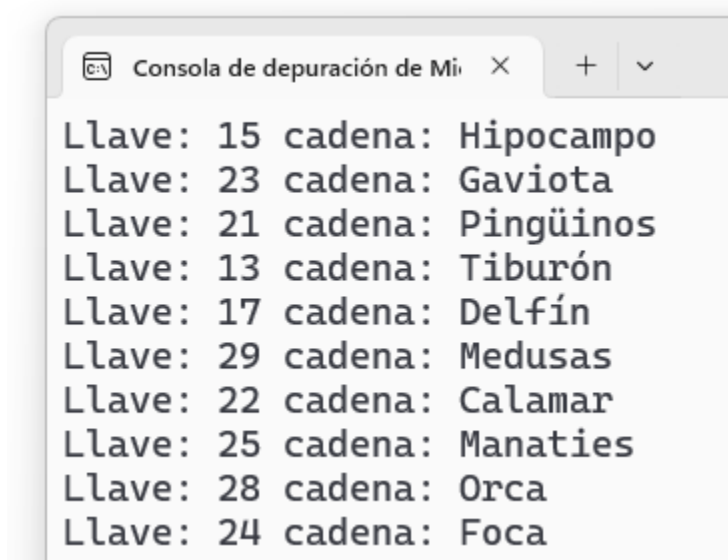 Consola de depuración de Mi
Llave: 15 cadena: Hipocampo
Llave: 23 cadena: Gaviota
Llave: 21 cadena: Pingüinos
Llave: 13 cadena: Tiburón
Llave: 17 cadena: Delfín
Llave: 29 cadena: Medusas
Llave: 22 cadena: Calamar
Llave: 25 cadena: Manaties
Llave: 28 cadena: Orca
Llave: 24 cadena: Foca